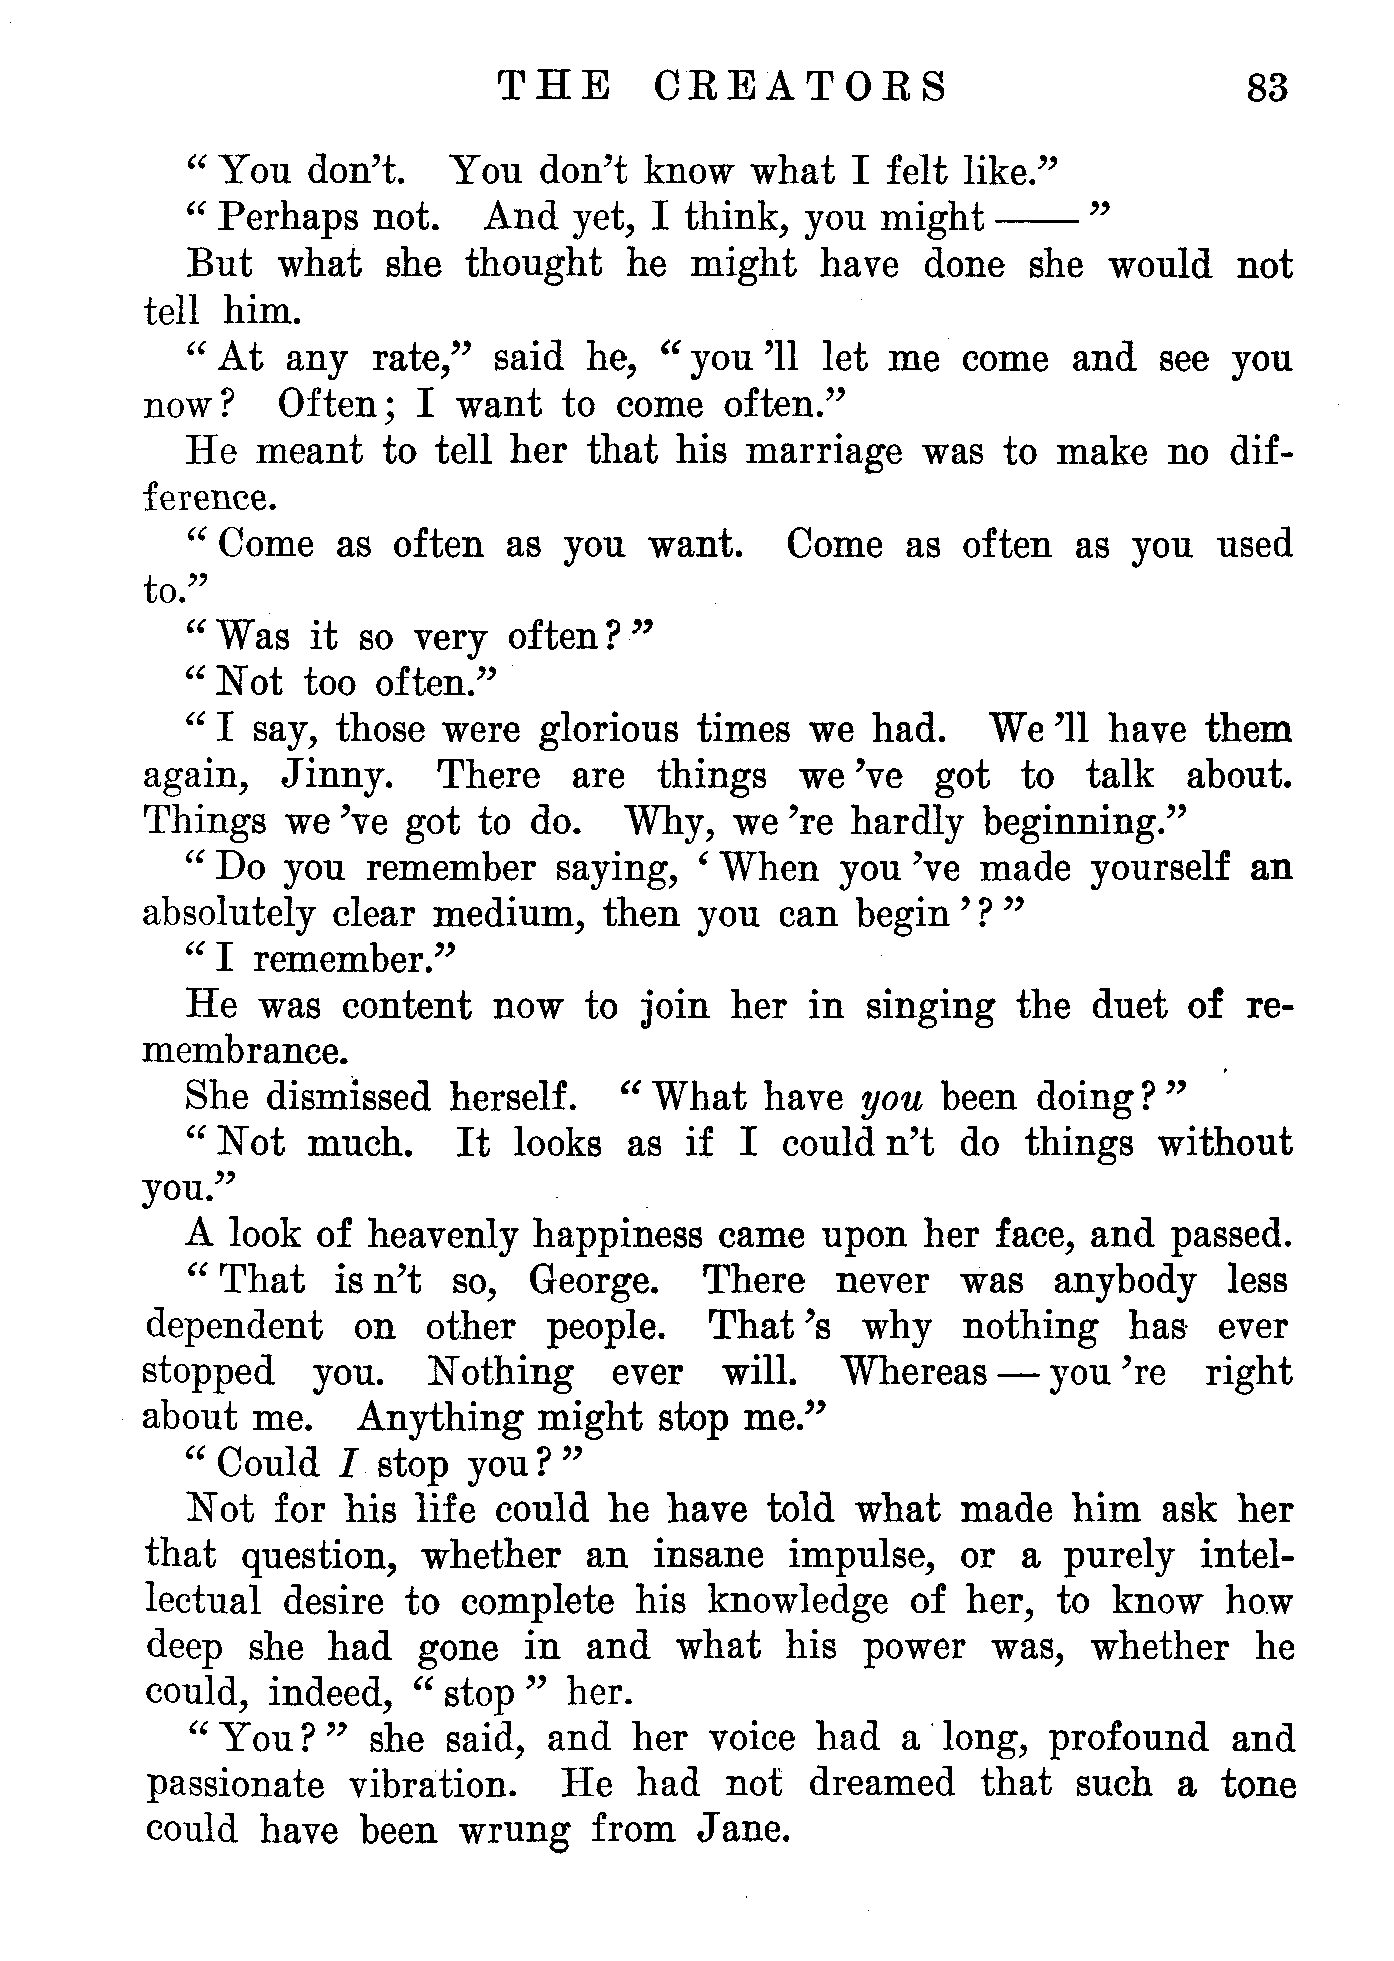 THE CREATORS 83
“ You don’t. You don’t know what I felt like.”
“ Perhaps not. And yet, I think, you might —— ”
But what she thought he might have done she would not
tell him.
“ At any rate,” said he, “ you ’ll let me come and see you
now? Often; I want to come often.”
He meant to tell her that his marriage was to make no dif-
ference.
“ Come as often as you want. Come as often as you used
to.”
“ Was it so very often? ”
“ Not too often.”
“ I say, those were glorious times we had. We ’ll have them
again, Jinny. There are things we ’ve got to talk about.
Things we ’ve got to do. Why, we ’re hardly beginning.”
“ Do you remember saying, ‘ When you ’ve made yourself an
absolutely clear medium, then you can begin ’? ”
“ I remember.”
He was content now to join her in singing the duet of re-
membrance.
She dismissed herself. “ What have you been doing? ”
“ Not much. It looks as if I could n’t do things without
you.”
A look of heavenly happiness came upon her face, and passed.
“ That is n’t so, George. There never was anybody less
dependent on other people. That ’s why nothing has ever
stopped you. Nothing ever will. Whereas — you ’re right
about me. Anything might stop me.”
“ Could I stop you? ”
Not for his life could he have told what made him ask her
that question, whether an insane impulse, or a purely intel-
lectual desire to complete his knowledge of her, to know how
deep she had gone in and what his power was, whether he
could, indeed, “ stop ” her.
“ You? ” she said, and her voice had a long, profound and
passionate vibration. He had not dreamed that such a tone
could have been wrung from Jane.